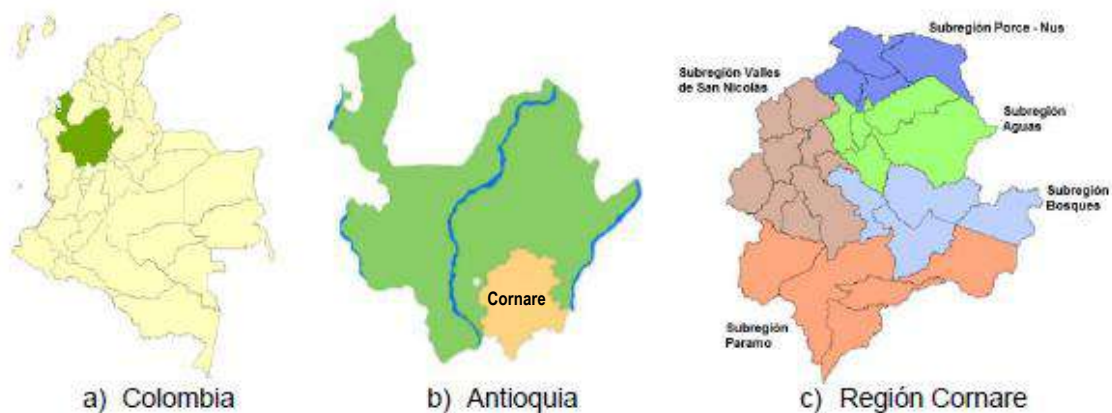 Subregión Porce - Nus
Subregión Valles
de San Nicolás
Subregión
Aguas
Subregión
Bosques
Cornare
Subregión
Paramo
a) Colombia
b) Antioquia
c) Región Cornare